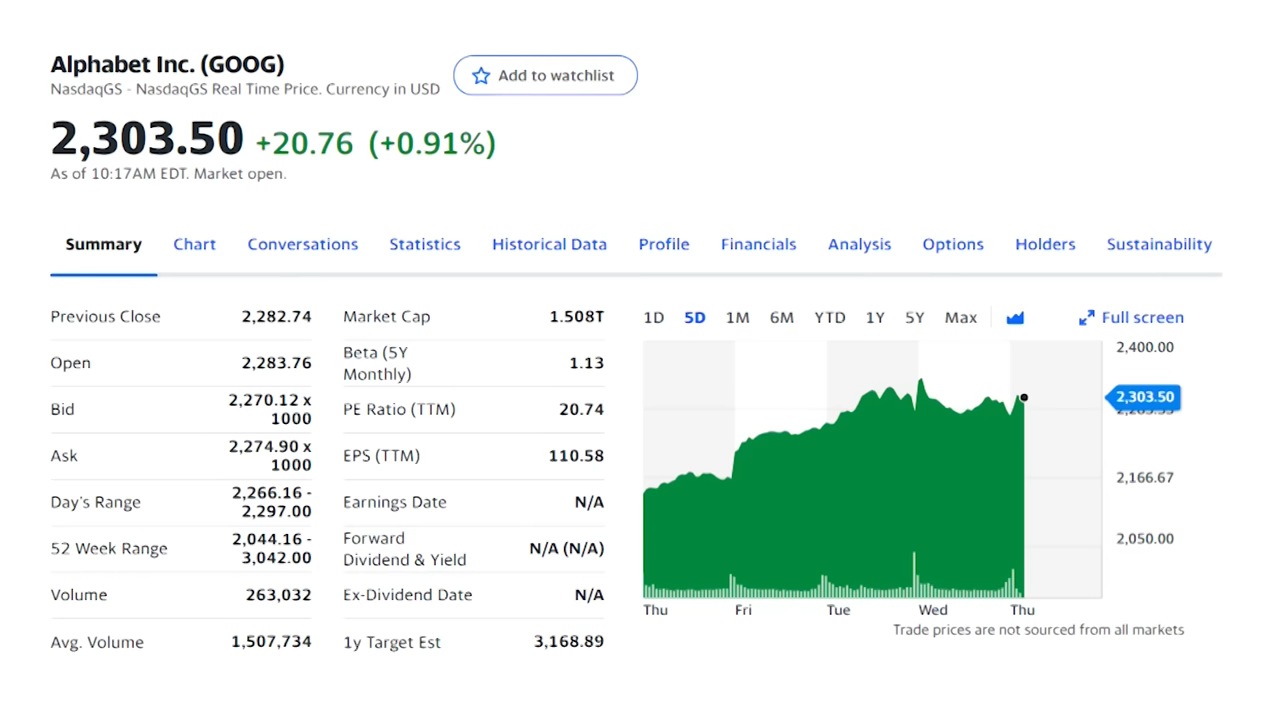 Alphabet Inc. (GOOG)
Add to watchlist
NasdaqGS - NasdaqGS Real Time Price. Currency in USD
2,303.50 +20.76 (+0.91%)
As of 10:17AM EDT. Market open.
Summary Chart Conversations Statistics Historical Data Profile Financials Analysis Options Holders Sustainability
Previous Close 2,282.74
Open 2,283.76
Bid 2,270.12 x
1000
Ask 2,274.90 x
1000
Day's Range 2,266.16 -
2,297.00
52 Week Range 2,044.16 -
3,042.00
Volume 263,032
Avg. Volume 1,507,734
Market Cap 1.508T
Beta (5Y
Monthly) 1.13
PE Ratio (TTM) 20.74
EPS (TTM) 110.58
Earnings Date N/A
Forward
Dividend & Yield N/A (N/A)
Ex-Dividend Date N/A
1y Target Est 3,168.89
1D 5D 1M 6M YTD 1Y 5Y Max Full screen
2,400.00
2,303.50
2,166.67
2,050.00
Thu Fri Tue Wed Thu
Trade prices are not sourced from all markets